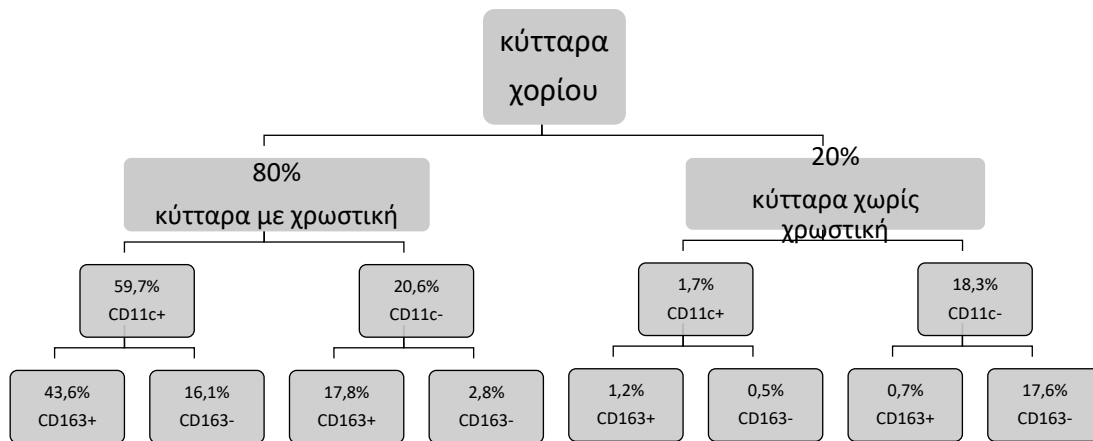 κύτταρα
χορίου
80%
κύτταρα με χρωστική
20%
κύτταρα χωρίς
χρωστική
59,7%
CD11c+
20,6%
CD11c-
1,7%
CD11c+
18,3%
CD11c-
43,6%
CD163+
16,1%
CD163-
17,8%
CD163+
2,8%
CD163-
1,2%
CD163+
0,5%
CD163-
0,7%
CD163+
17,6%
CD163-